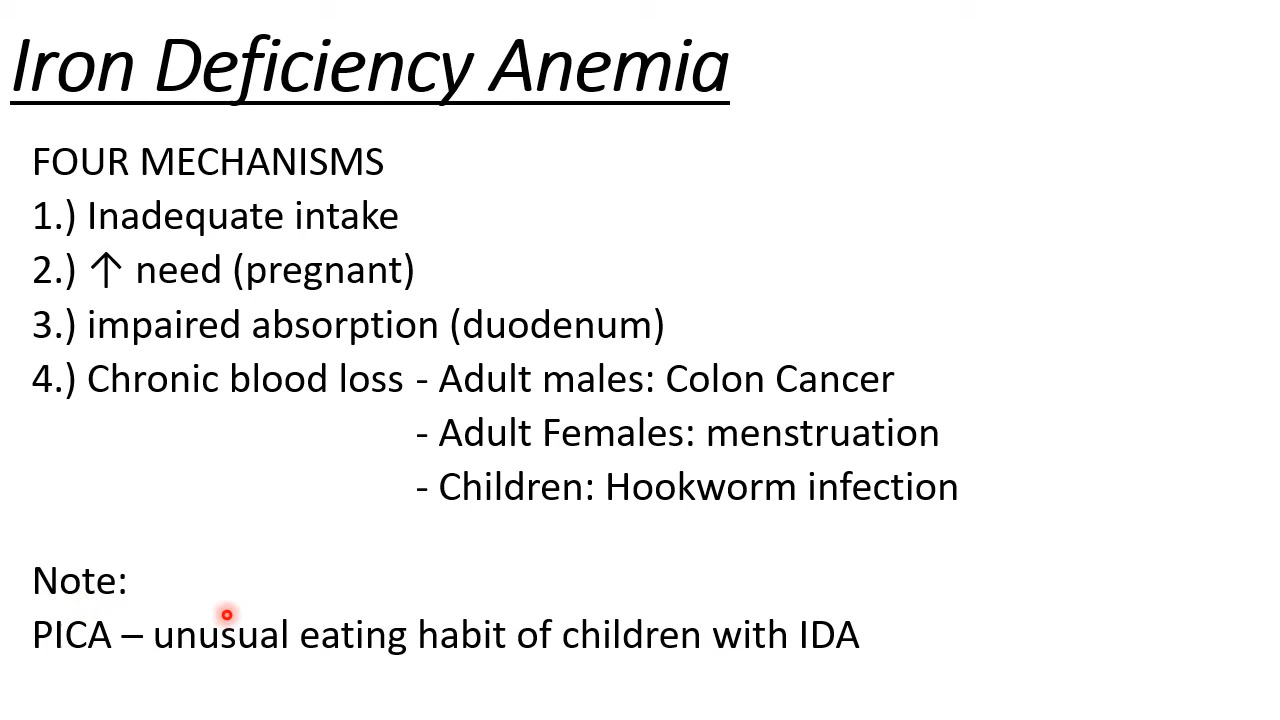 Iron Deficiency Anemia
FOUR MECHANISMS
1.) Inadequate intake
2.) ↑ need (pregnant)
3.) impaired absorption (duodenum)
4.) Chronic blood loss - Adult males: Colon Cancer
- Adult Females: menstruation
- Children: Hookworm infection
Note:
PICA – unusual eating habit of children with IDA